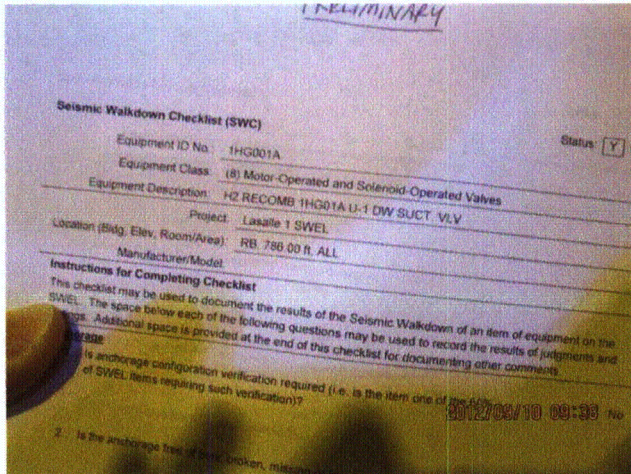 PRELIMINARY
Seismic Walkdown Checklist (SWC)
Status: Y
Equipment ID No.: 1HG001A
Equipment Class: (8) Motor-Operated and Solenoid-Operated Valves
Equipment Description: H2 RECOMB 1HG01A U-1 DW SUCT. VLV
Project: Lasalle 1 SWEL
Location (Bldg, Elev, Room/Area): RB, 786.00 ft, ALL
Manufacturer/Model:
Instructions for Completing Checklist
This checklist may be used to document the results of the Seismic Walkdown of an item of equipment on the
SWEL. The space below each of the following questions may be used to record the results of judgments and
Additional space is provided at the end of this checklist for documenting other comments.
Is anchorage configuration verification required (i.e. is the item one of the 50%
of SWEL items requiring such verification)?
No
2012/09/10 09:36
2. Is the anchorage free of bent, broken, missing